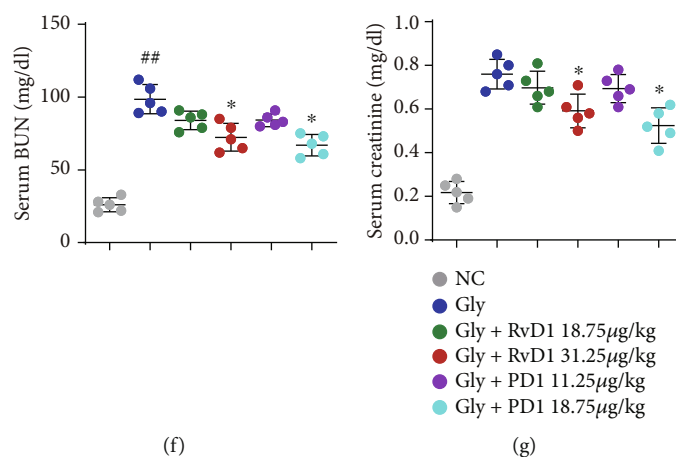 Serum BUN (mg/dl)
150
100
50
0
##
*
*
(f)
Serum creatinine (mg/dl)
1.0
0.8
0.6
0.4
0.2
0.0
*
*
NC
Gly
Gly + RvD1 18.75μg/kg
Gly + RvD1 31.25μg/kg
Gly + PD1 11.25μg/kg
Gly + PD1 18.75μg/kg
(g)